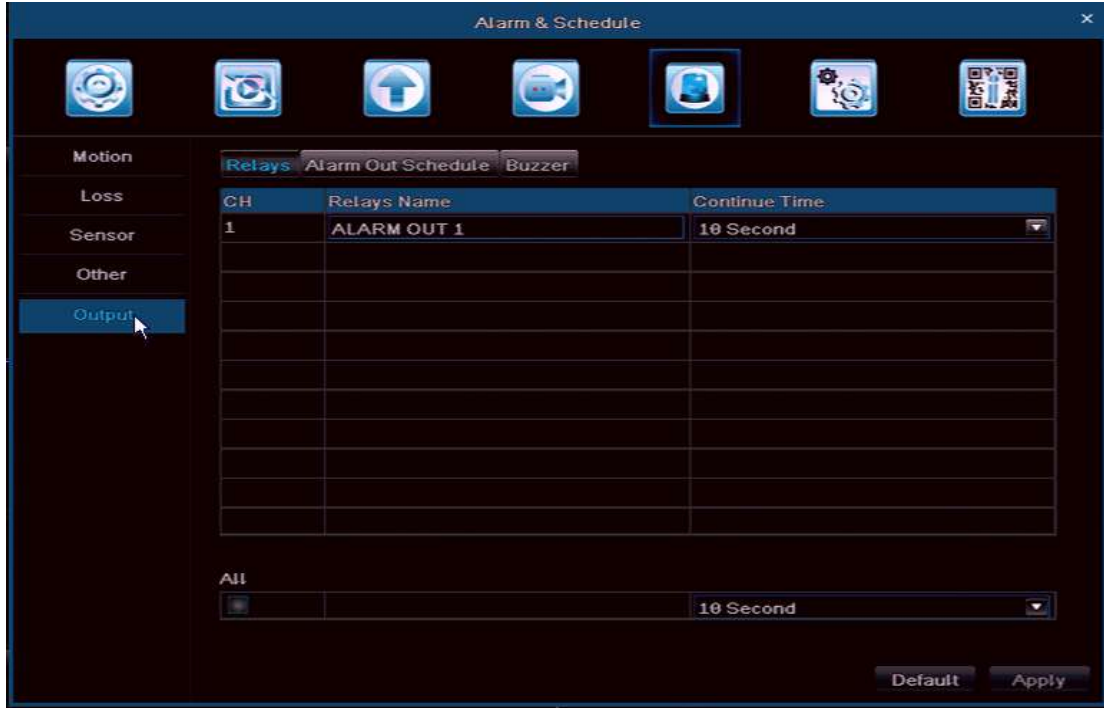 Alarm & Schedule ×
Motion
Loss
Sensor
Other
Output
Relays Alarm Out Schedule Buzzer
CH Relays Name Continue Time
1 ALARM OUT 1 10 Second
All
10 Second
Default Apply